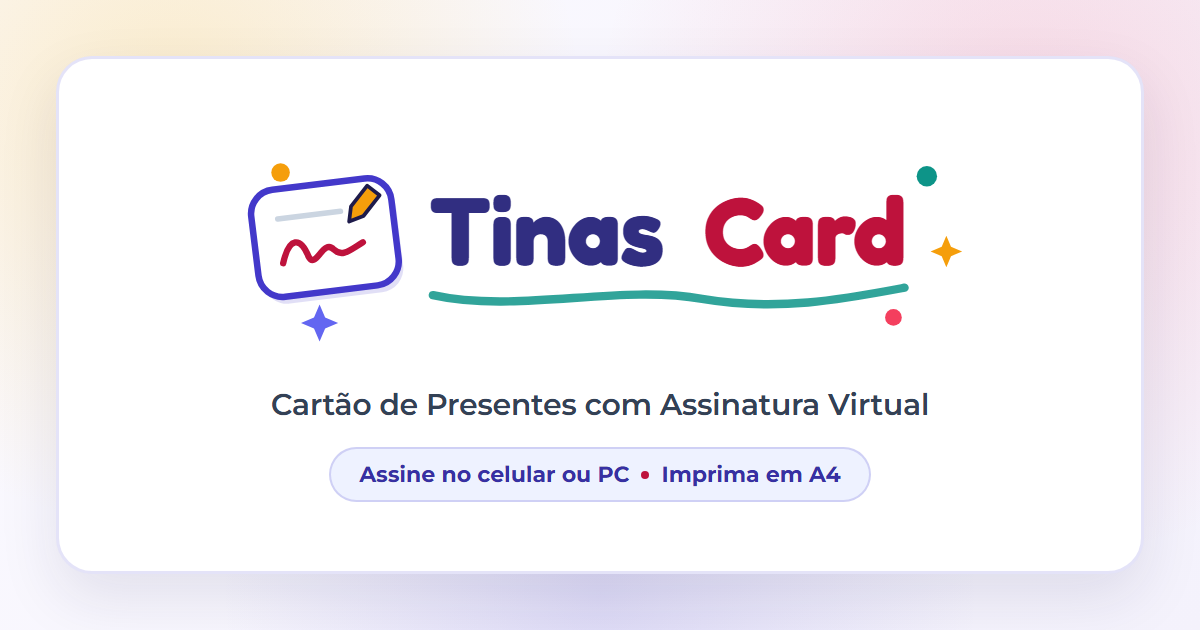 Tinas Card
Cartão de Presentes com Assinatura Virtual
Assine no celular ou PC • Imprima em A4